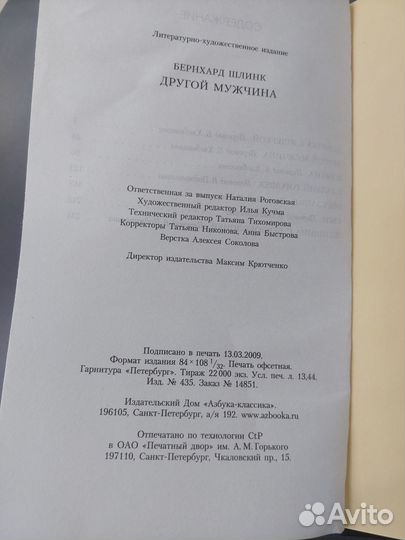 СОДЕРЖАНИЕ
Литературно-художественное издание
БЕРНХАРД ШЛИНК
ДРУГОЙ МУЖЧИНА
Ответственная за выпуск Наталия Роговская
Художественный редактор Илья Кучма
Технический редактор Татьяна Тихомирова
Корректоры Татьяна Никонова, Анна Быстрова
Верстка Алексея Соколова
Директор издательства Максим Крютченко
Подписано в печать 13.03.2009.
Формат издания 84 × 108 1/32. Печать офсетная.
Гарнитура «Петербург». Тираж 22 000 экз. Усл. печ. л. 13,44.
Изд. № 435. Заказ № 14851.
Издательский Дом «Азбука-классика».
196105, Санкт-Петербург, а/я 192. www.azbooka.ru
Отпечатано по технологии CtP
в ОАО «Печатный двор» им. А. М. Горького
197110, Санкт-Петербург, Чкаловский пр., 15.
Avito